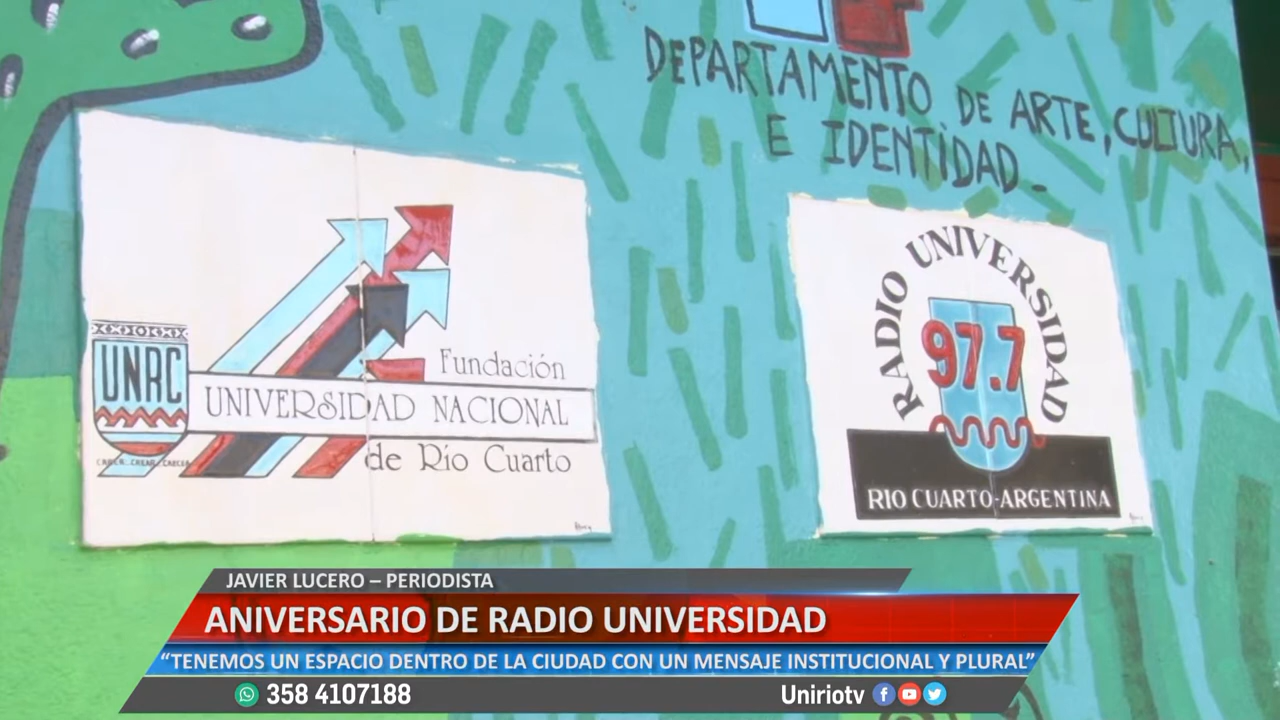 DEPARTAMENTO DE ARTE, CULTURA,
E IDENTIDAD -
UNRC
Fundación
UNIVERSIDAD NACIONAL
de Río Cuarto
RADIO UNIVERSIDAD
97.7
RIO CUARTO-ARGENTINA
JAVIER LUCERO – PERIODISTA
ANIVERSARIO DE RADIO UNIVERSIDAD
“TENEMOS UN ESPACIO DENTRO DE LA CIUDAD CON UN MENSAJE INSTITUCIONAL Y PLURAL”
358 4107188
Uniriotv